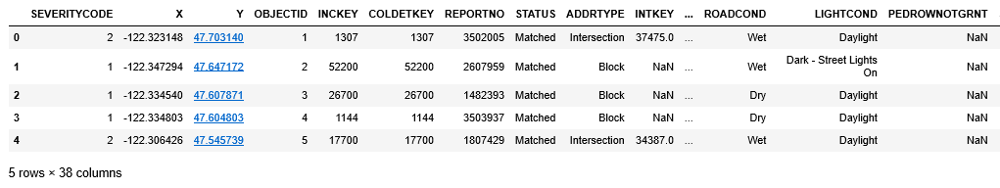 SEVERITYCODE X Y OBJECTID INCKEY COLDETKEY REPORTNO STATUS ADDRTYPE INTKEY ... ROADCOND LIGHTCOND PEDROWNOTGRNT
0 2 -122.323148 47.703140 1 1307 1307 3502005 Matched Intersection 37475.0 ... Wet Daylight NaN
1 1 -122.347294 47.647172 2 52200 52200 2607959 Matched Block NaN ... Wet Dark - Street Lights On NaN
2 1 -122.334540 47.607871 3 26700 26700 1482393 Matched Block NaN ... Dry Daylight NaN
3 1 -122.334803 47.604803 4 1144 1144 3503937 Matched Block NaN ... Dry Daylight NaN
4 2 -122.306426 47.545739 5 17700 17700 1807429 Matched Intersection 34387.0 ... Wet Daylight NaN
5 rows × 38 columns